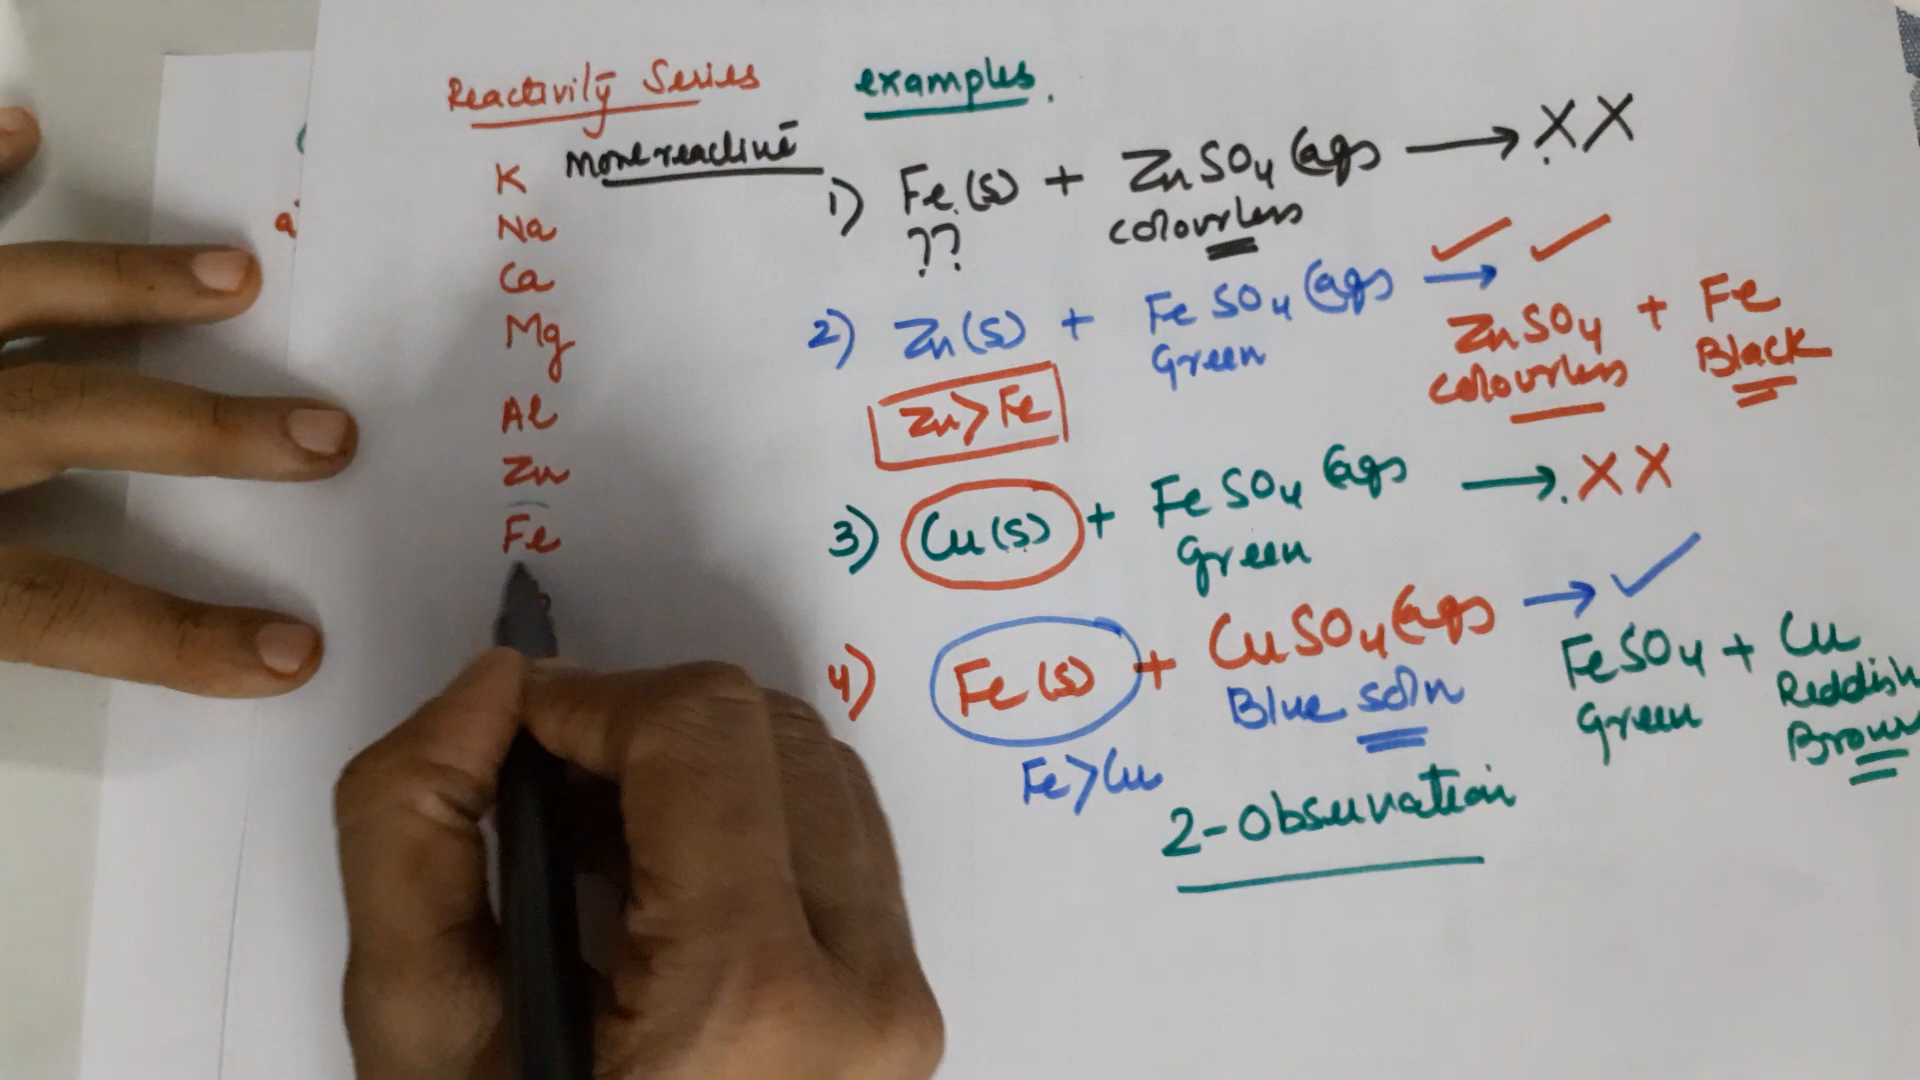 Reactivity Series
examples.
More reactive
K
Na
Ca
Mg
Al
Zn
Fe
1) Fe(s) + ZnSO4 (aq) → XX
?? colourless
2) Zn(s) + FeSO4 (aq) → ✓ ✓
Green
ZnSO4 + Fe
colourless Black
Zn>Fe
3) Cu(s) + FeSO4 (aq) → XX
green
4) Fe(s) + CuSO4 (aq) → ✓
Blue soln
FeSO4 + Cu
Green Reddish
Brown
Fe>Cu
2-Observation